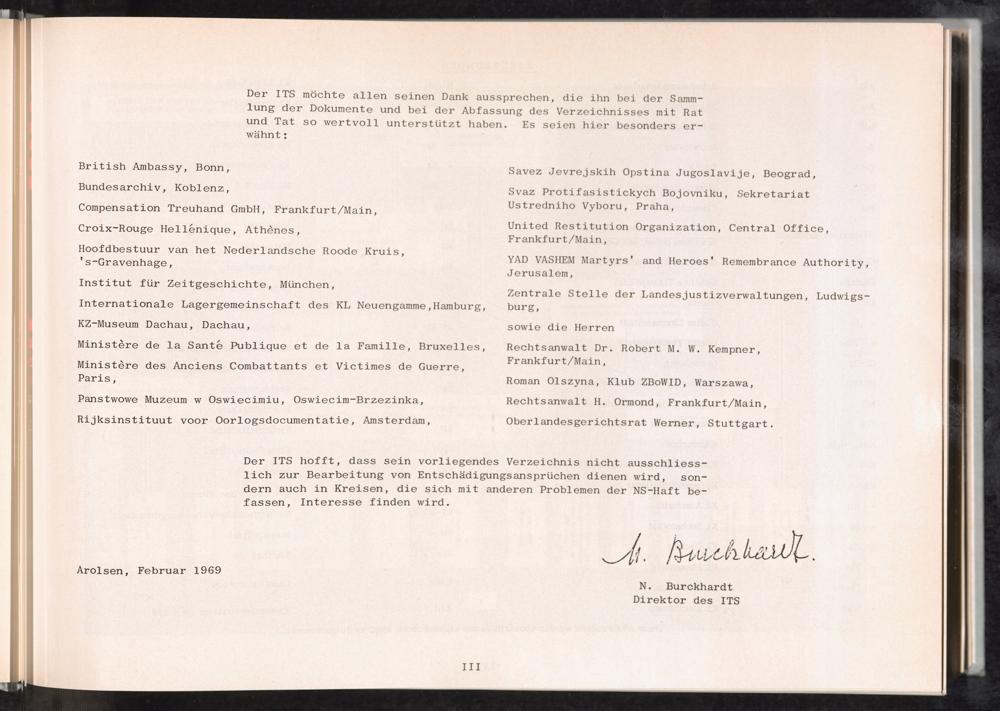 Der ITS möchte allen seinen Dank aussprechen, die ihn bei der Samm-
lung der Dokumente und bei der Abfassung des Verzeichnisses mit Rat
und Tat so wertvoll unterstützt haben. Es seien hier besonders er-
wähnt:
British Ambassy, Bonn,
Bundesarchiv, Koblenz,
Compensation Treuhand GmbH, Frankfurt/Main,
Croix-Rouge Hellénique, Athènes,
Hoofdbestuur van het Nederlandsche Roode Kruis,
's-Gravenhage,
Institut für Zeitgeschichte, München,
Internationale Lagergemeinschaft des KL Neuengamme,Hamburg,
KZ-Museum Dachau, Dachau,
Ministère de la Santé Publique et de la Famille, Bruxelles,
Ministère des Anciens Combattants et Victimes de Guerre,
Paris,
Panstwowe Muzeum w Oswiecimiu, Oswiecim-Brzezinka,
Rijksinstituut voor Oorlogsdocumentatie, Amsterdam,
Savez Jevrejskih Opstina Jugoslavije, Beograd,
Svaz Protifasistickych Bojovniku, Sekretariat
Ustredniho Vyboru, Praha,
United Restitution Organization, Central Office,
Frankfurt/Main,
YAD VASHEM Martyrs' and Heroes' Remembrance Authority,
Jerusalem,
Zentrale Stelle der Landesjustizverwaltungen, Ludwigs-
burg,
sowie die Herren
Rechtsanwalt Dr. Robert M. W. Kempner,
Frankfurt/Main,
Roman Olszyna, Klub ZBoWID, Warszawa,
Rechtsanwalt H. Ormond, Frankfurt/Main,
Oberlandesgerichtsrat Werner, Stuttgart.
Der ITS hofft, dass sein vorliegendes Verzeichnis nicht ausschliess-
lich zur Bearbeitung von Entschädigungsansprüchen dienen wird, son-
dern auch in Kreisen, die sich mit anderen Problemen der NS-Haft be-
fassen, Interesse finden wird.
N. Burckhardt.
Arolsen, Februar 1969
N. Burckhardt
Direktor des ITS
III